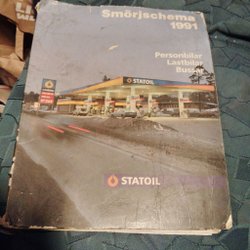 Smörjschema
1991
Personbilar
Lastbilar
Bussar
STATOIL
STATOIL